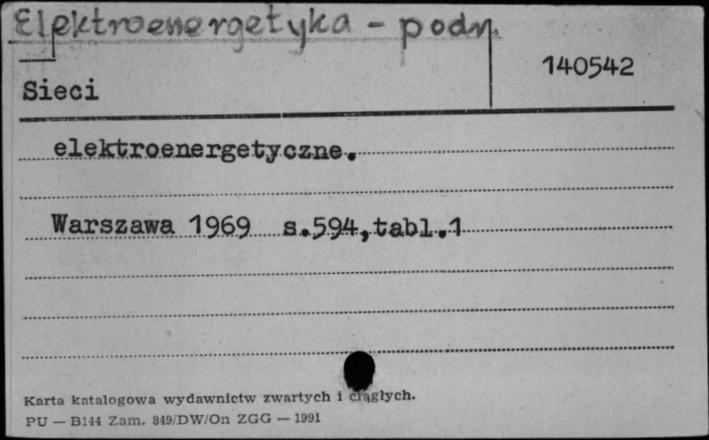 Elektroenergetyka - podr.
140542
Sieci
elektroenergetyczne.
Warszawa 1969 s.594,tabl.1
Karta katalogowa wydawnictw zwartych i ciągłych.
PU — B144 Zam. 849/DW/On ZGG — 1991